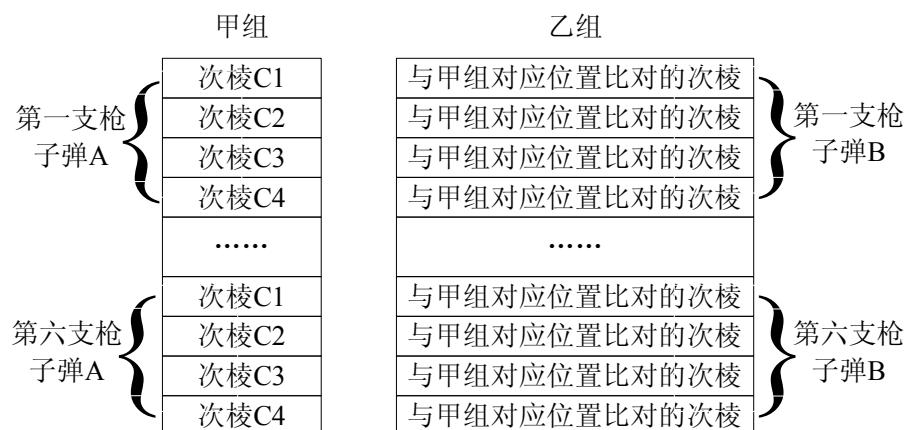 甲组
乙组
第一支枪
子弹A
次棱C1
次棱C2
次棱C3
次棱C4
与甲组对应位置比对的次棱
与甲组对应位置比对的次棱
与甲组对应位置比对的次棱
与甲组对应位置比对的次棱
第一支枪
子弹B
……
……
第六支枪
子弹A
次棱C1
次棱C2
次棱C3
次棱C4
与甲组对应位置比对的次棱
与甲组对应位置比对的次棱
与甲组对应位置比对的次棱
与甲组对应位置比对的次棱
第六支枪
子弹B